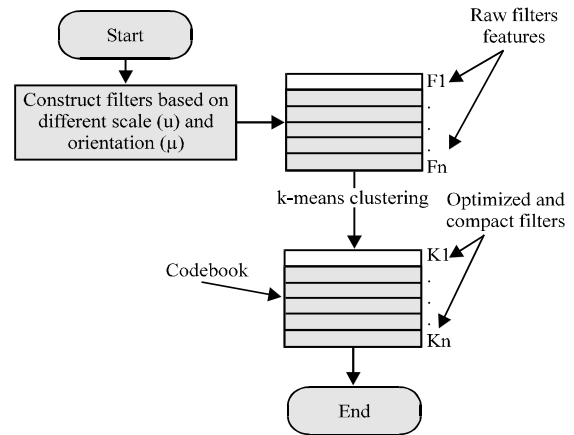 Start
Raw filters
features
Construct filters based on
different scale (u) and
orientation (µ)
F1
.
.
.
Fn
k-means clustering
Optimized and
compact filters
Codebook
K1
.
.
.
Kn
End